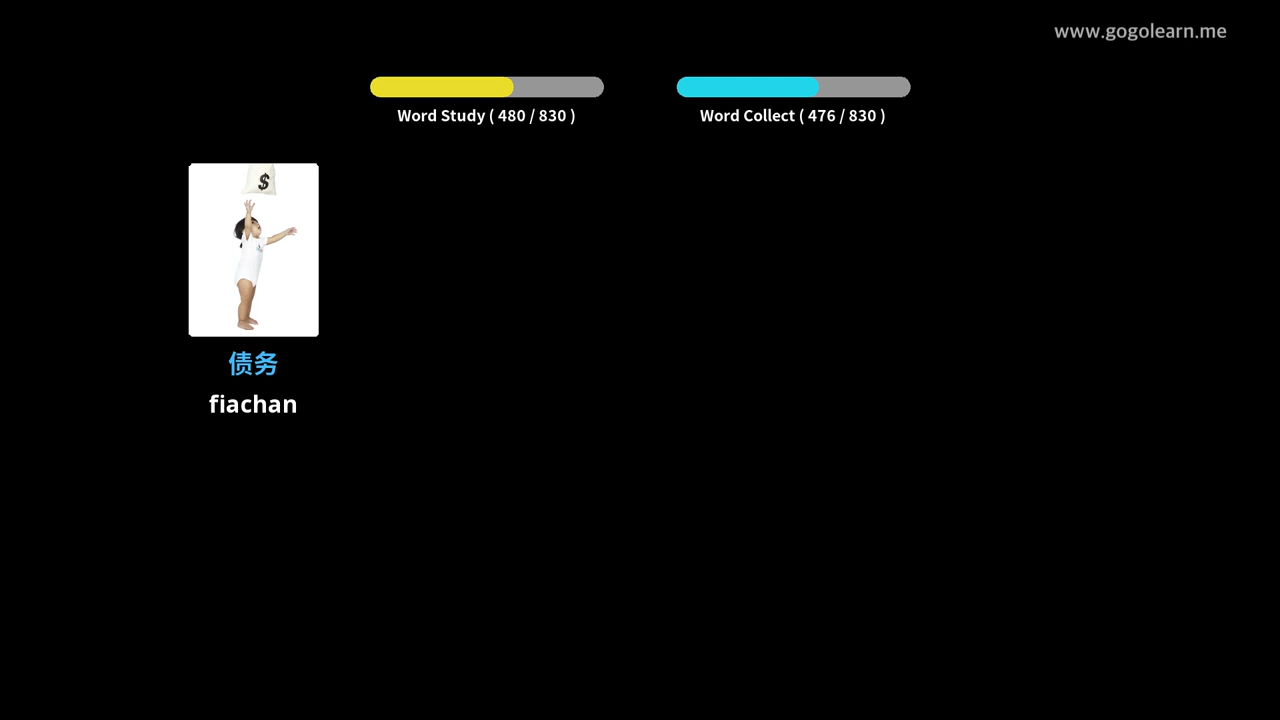 www.gogolearn.me
Word Study ( 480 / 830 )
Word Collect ( 476 / 830 )
$
债务
fiachan